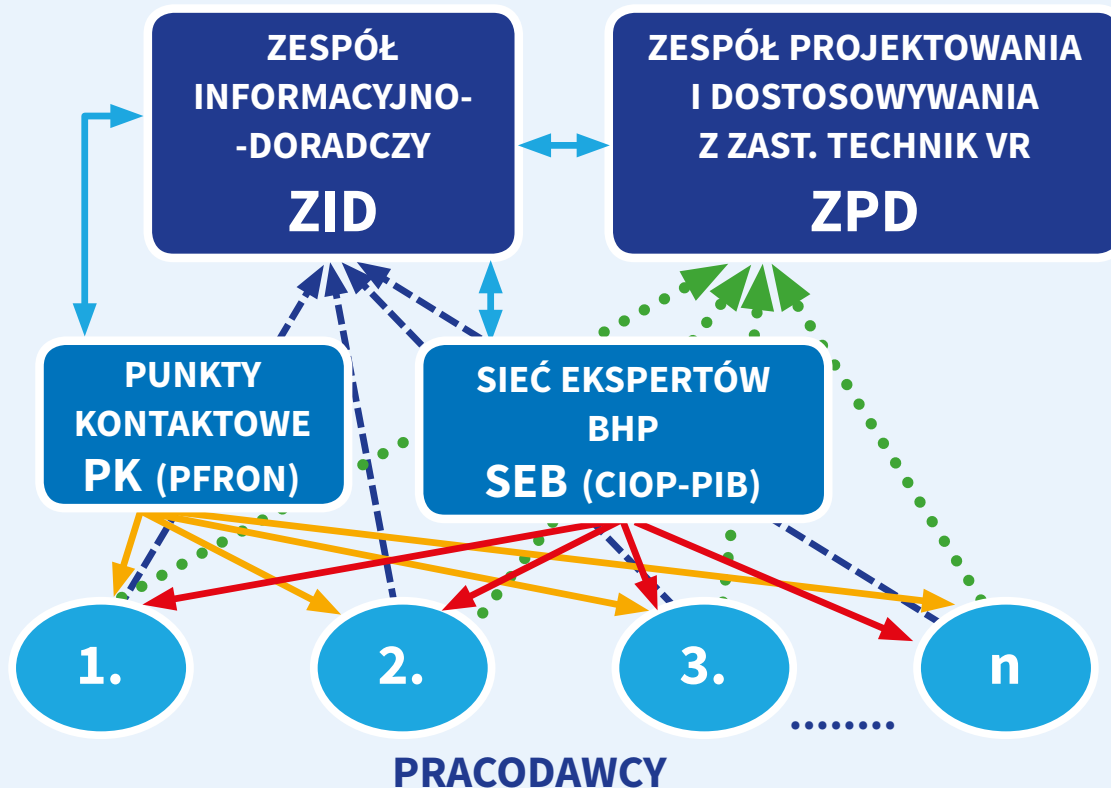 ZESPÓŁ
INFORMACYJNO-
-DORADCZY
ZID
ZESPÓŁ PROJEKTOWANIA
I DOSTOSOWYWANIA
Z ZAST. TECHNIK VR
ZPD
PUNKTY
KONTAKTOWE
PK (PFRON)
SIEĆ EKSPERTÓW
BHP
SEB (CIOP-PIB)
1.
2.
3.
n
PRACODAWCY